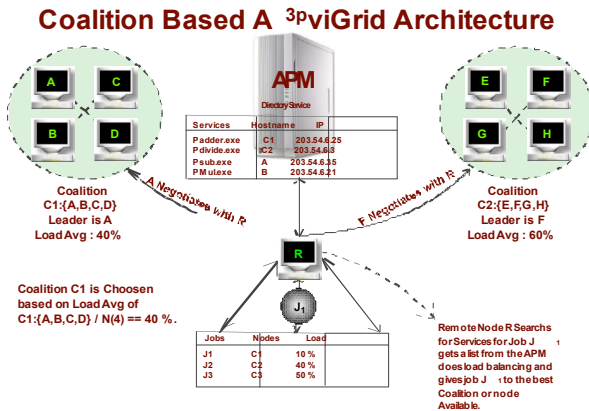 Coalition Based A 3pviGrid Architecture
A
C
B
D
APM
Directory Service
E
F
G
H
Services Hostname IP
Padder.exe C1 203.54.6.25
Pdivide.exe C2 203.54.6.3
Psub.exe A 203.54.6.35
PMul.exe B 203.54.6.21
Coalition
C1:{A,B,C,D}
Leader is A
Load Avg : 40%
A Negotiates with R
F Negotiates with R
Coalition
C2:{E,F,G,H}
Leader is F
Load Avg : 60%
R
J1
Coalition C1 is Choosen
based on Load Avg of
C1:{A,B,C,D} / N(4) == 40 %.
Jobs Nodes Load
J1 C1 10 %
J2 C2 40 %
J3 C3 50 %
Remote Node R Searchs
for Services for Job J 1
gets a list from the APM
does load balancing and
gives job J 1 to the best
Coalition or node
Available.